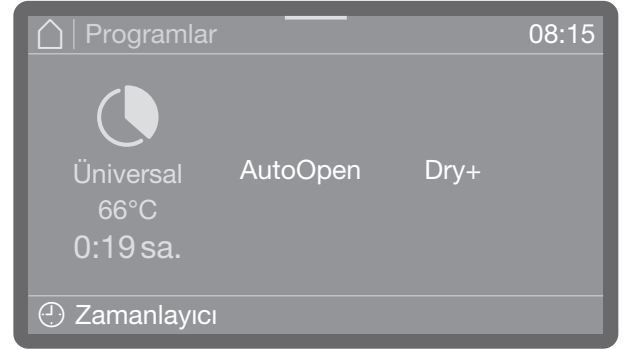 Programlar 08:15
Üniversal AutoOpen Dry+
66°C
0:19 sa.
Zamanlayıcı